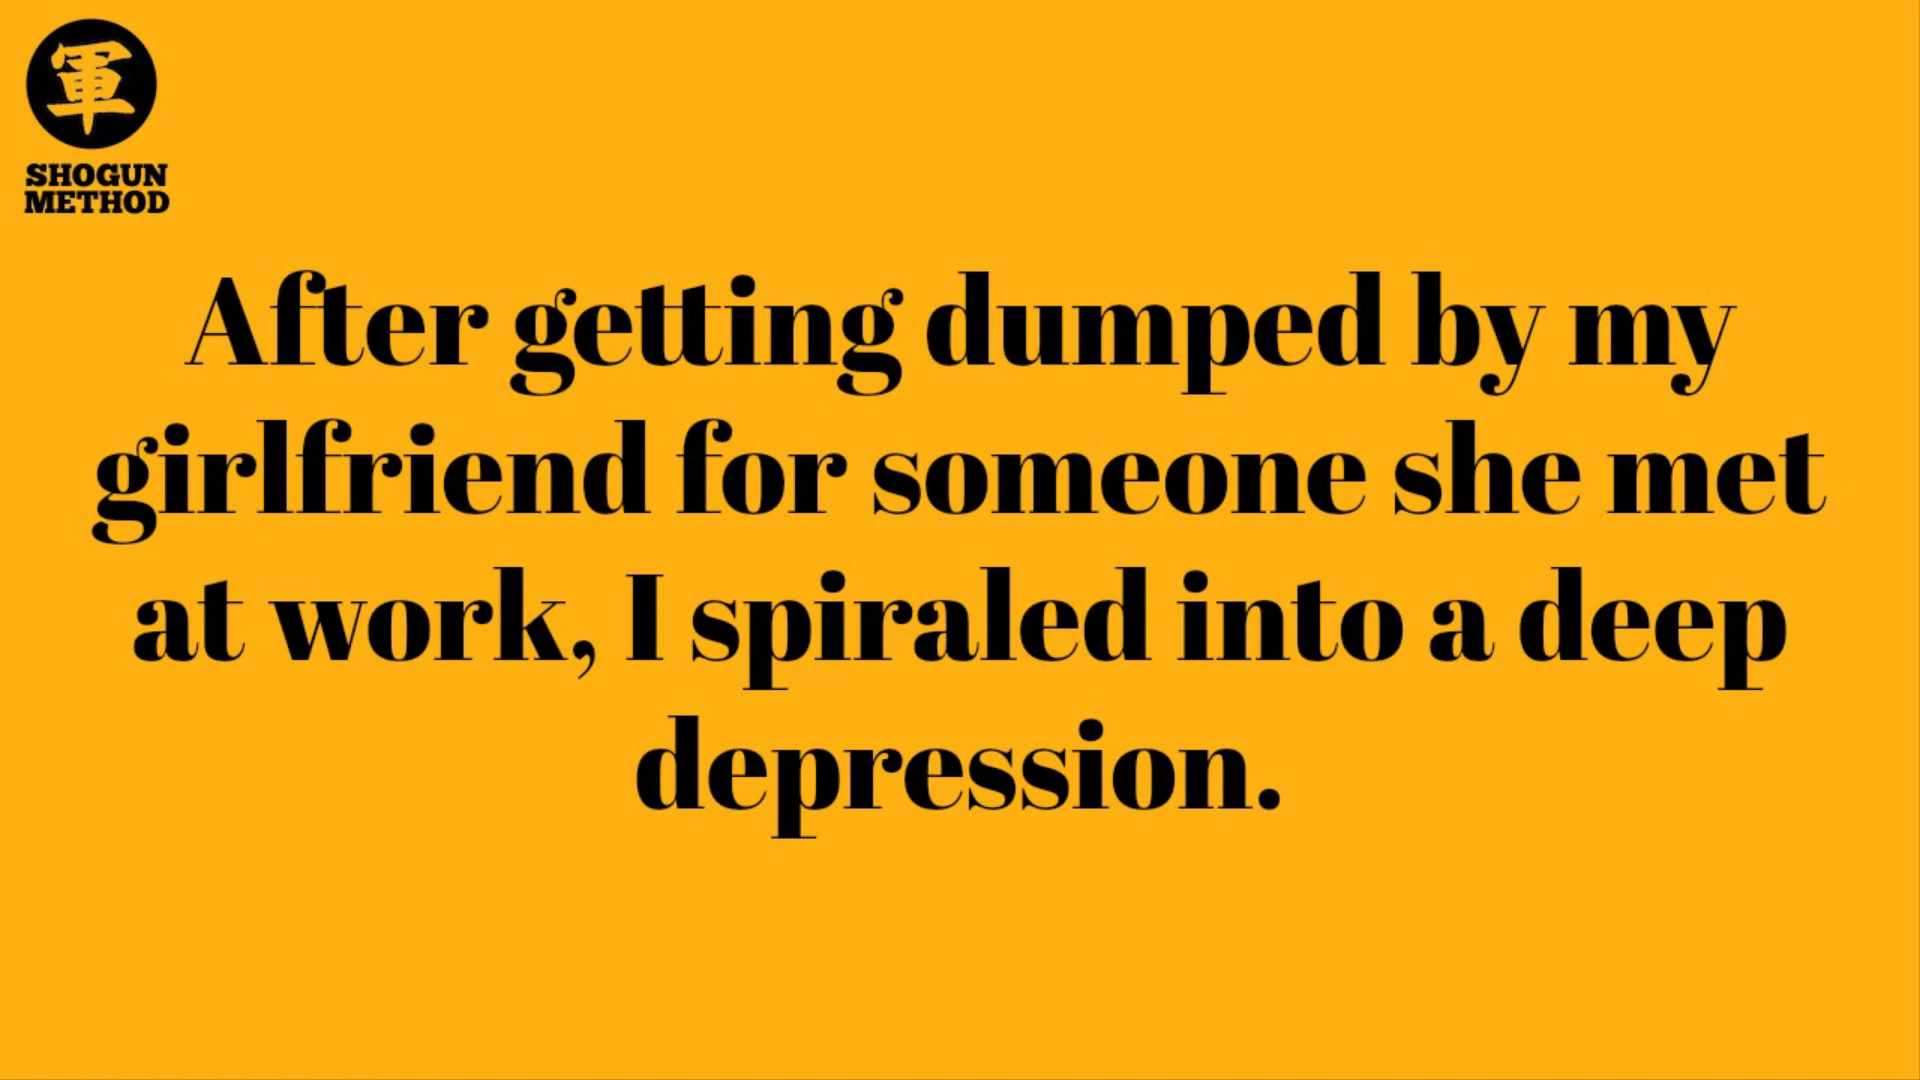 軍
SHOGUN
METHOD
After getting dumped by my
girlfriend for someone she met
at work, I spiraled into a deep
depression.